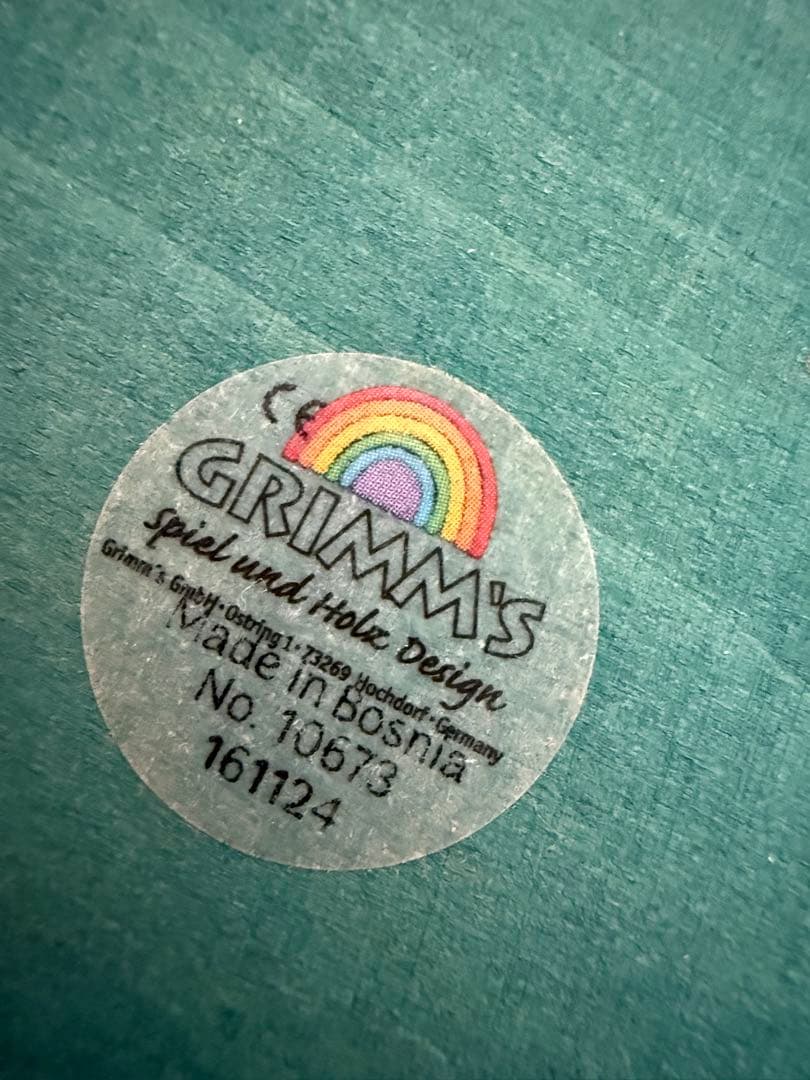 CE
GRIMM'S
Spiel und Holz Design
Grimm's GmbH · Ostring 1 · 73269 Hochdorf · Germany
Made in Bosnia
No. 10673
161124